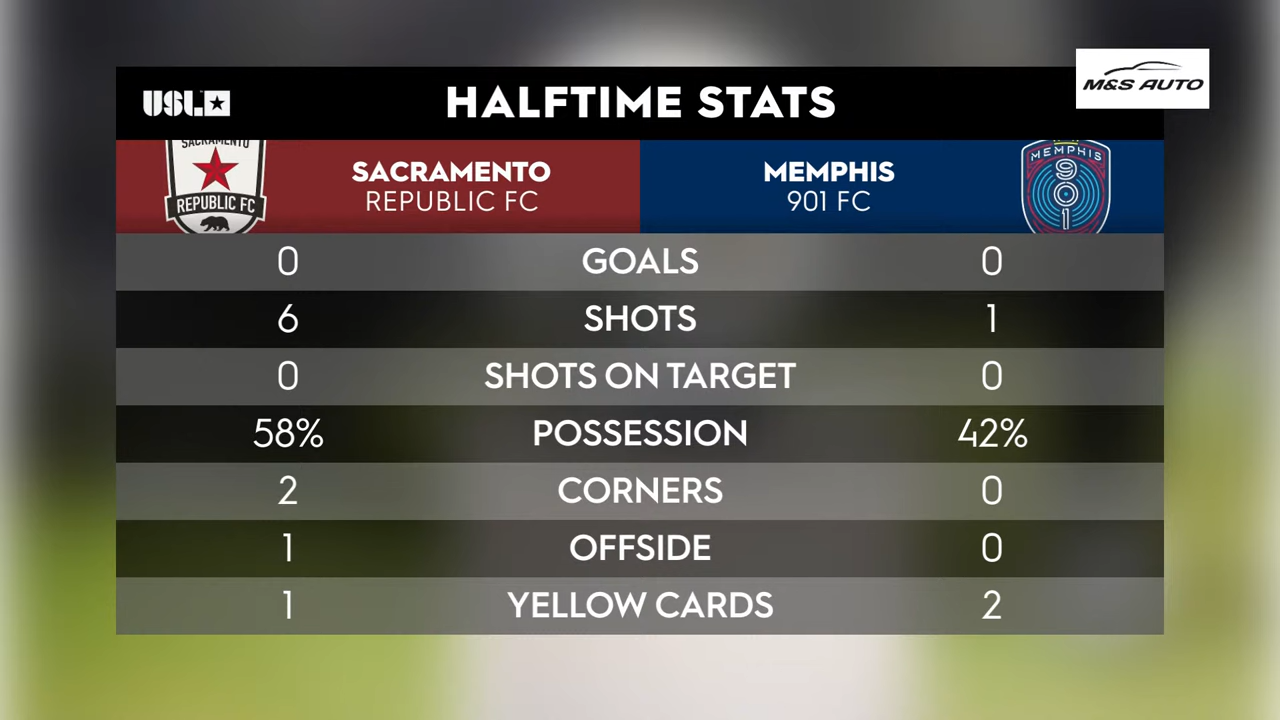 USL
HALFTIME STATS
M&S AUTO
SACRAMENTO
REPUBLIC FC
SACRAMENTO
REPUBLIC FC
MEMPHIS
901 FC
MEMPHIS
901
0 GOALS 0
6 SHOTS 1
0 SHOTS ON TARGET 0
58% POSSESSION 42%
2 CORNERS 0
1 OFFSIDE 0
1 YELLOW CARDS 2